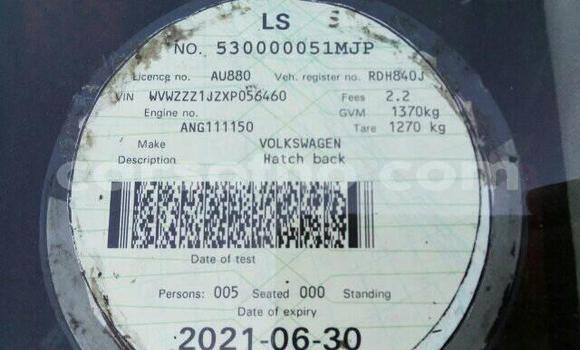 LS
NO. 530000051MJP
Licence no. AU880 Veh. register no. RDH840J
VIN WVWZZZ1JZXP056460 Fees 2.2
Engine no. GVM 1370kg
ANG111150 Tare 1270 kg
Make VOLKSWAGEN
Description Hatch back
Date of test
Persons: 005 Seated 000 Standing
Date of expiry
2021-06-30